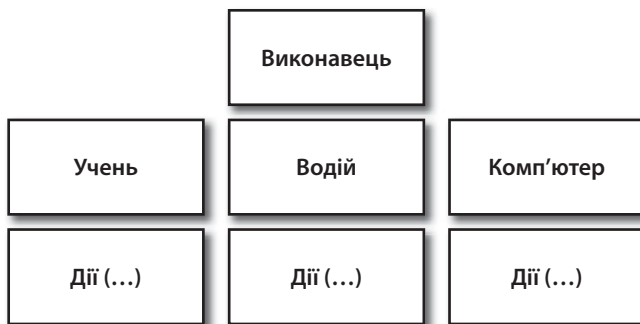 Виконавець
Учень
Водій
Комп'ютер
Дії (…)
Дії (…)
Дії (…)